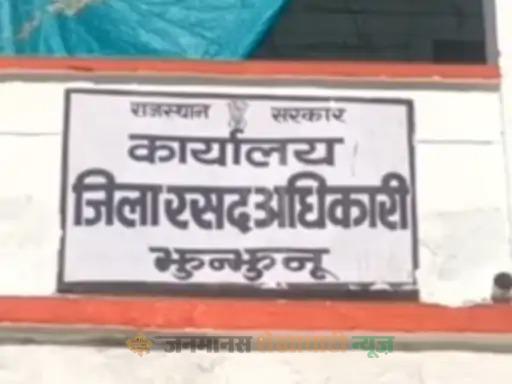 राजस्थान सरकार
कार्यालय
जिला रसद अधिकारी
झुन्झुनू
जनमानस शेखावाटी न्यूज़